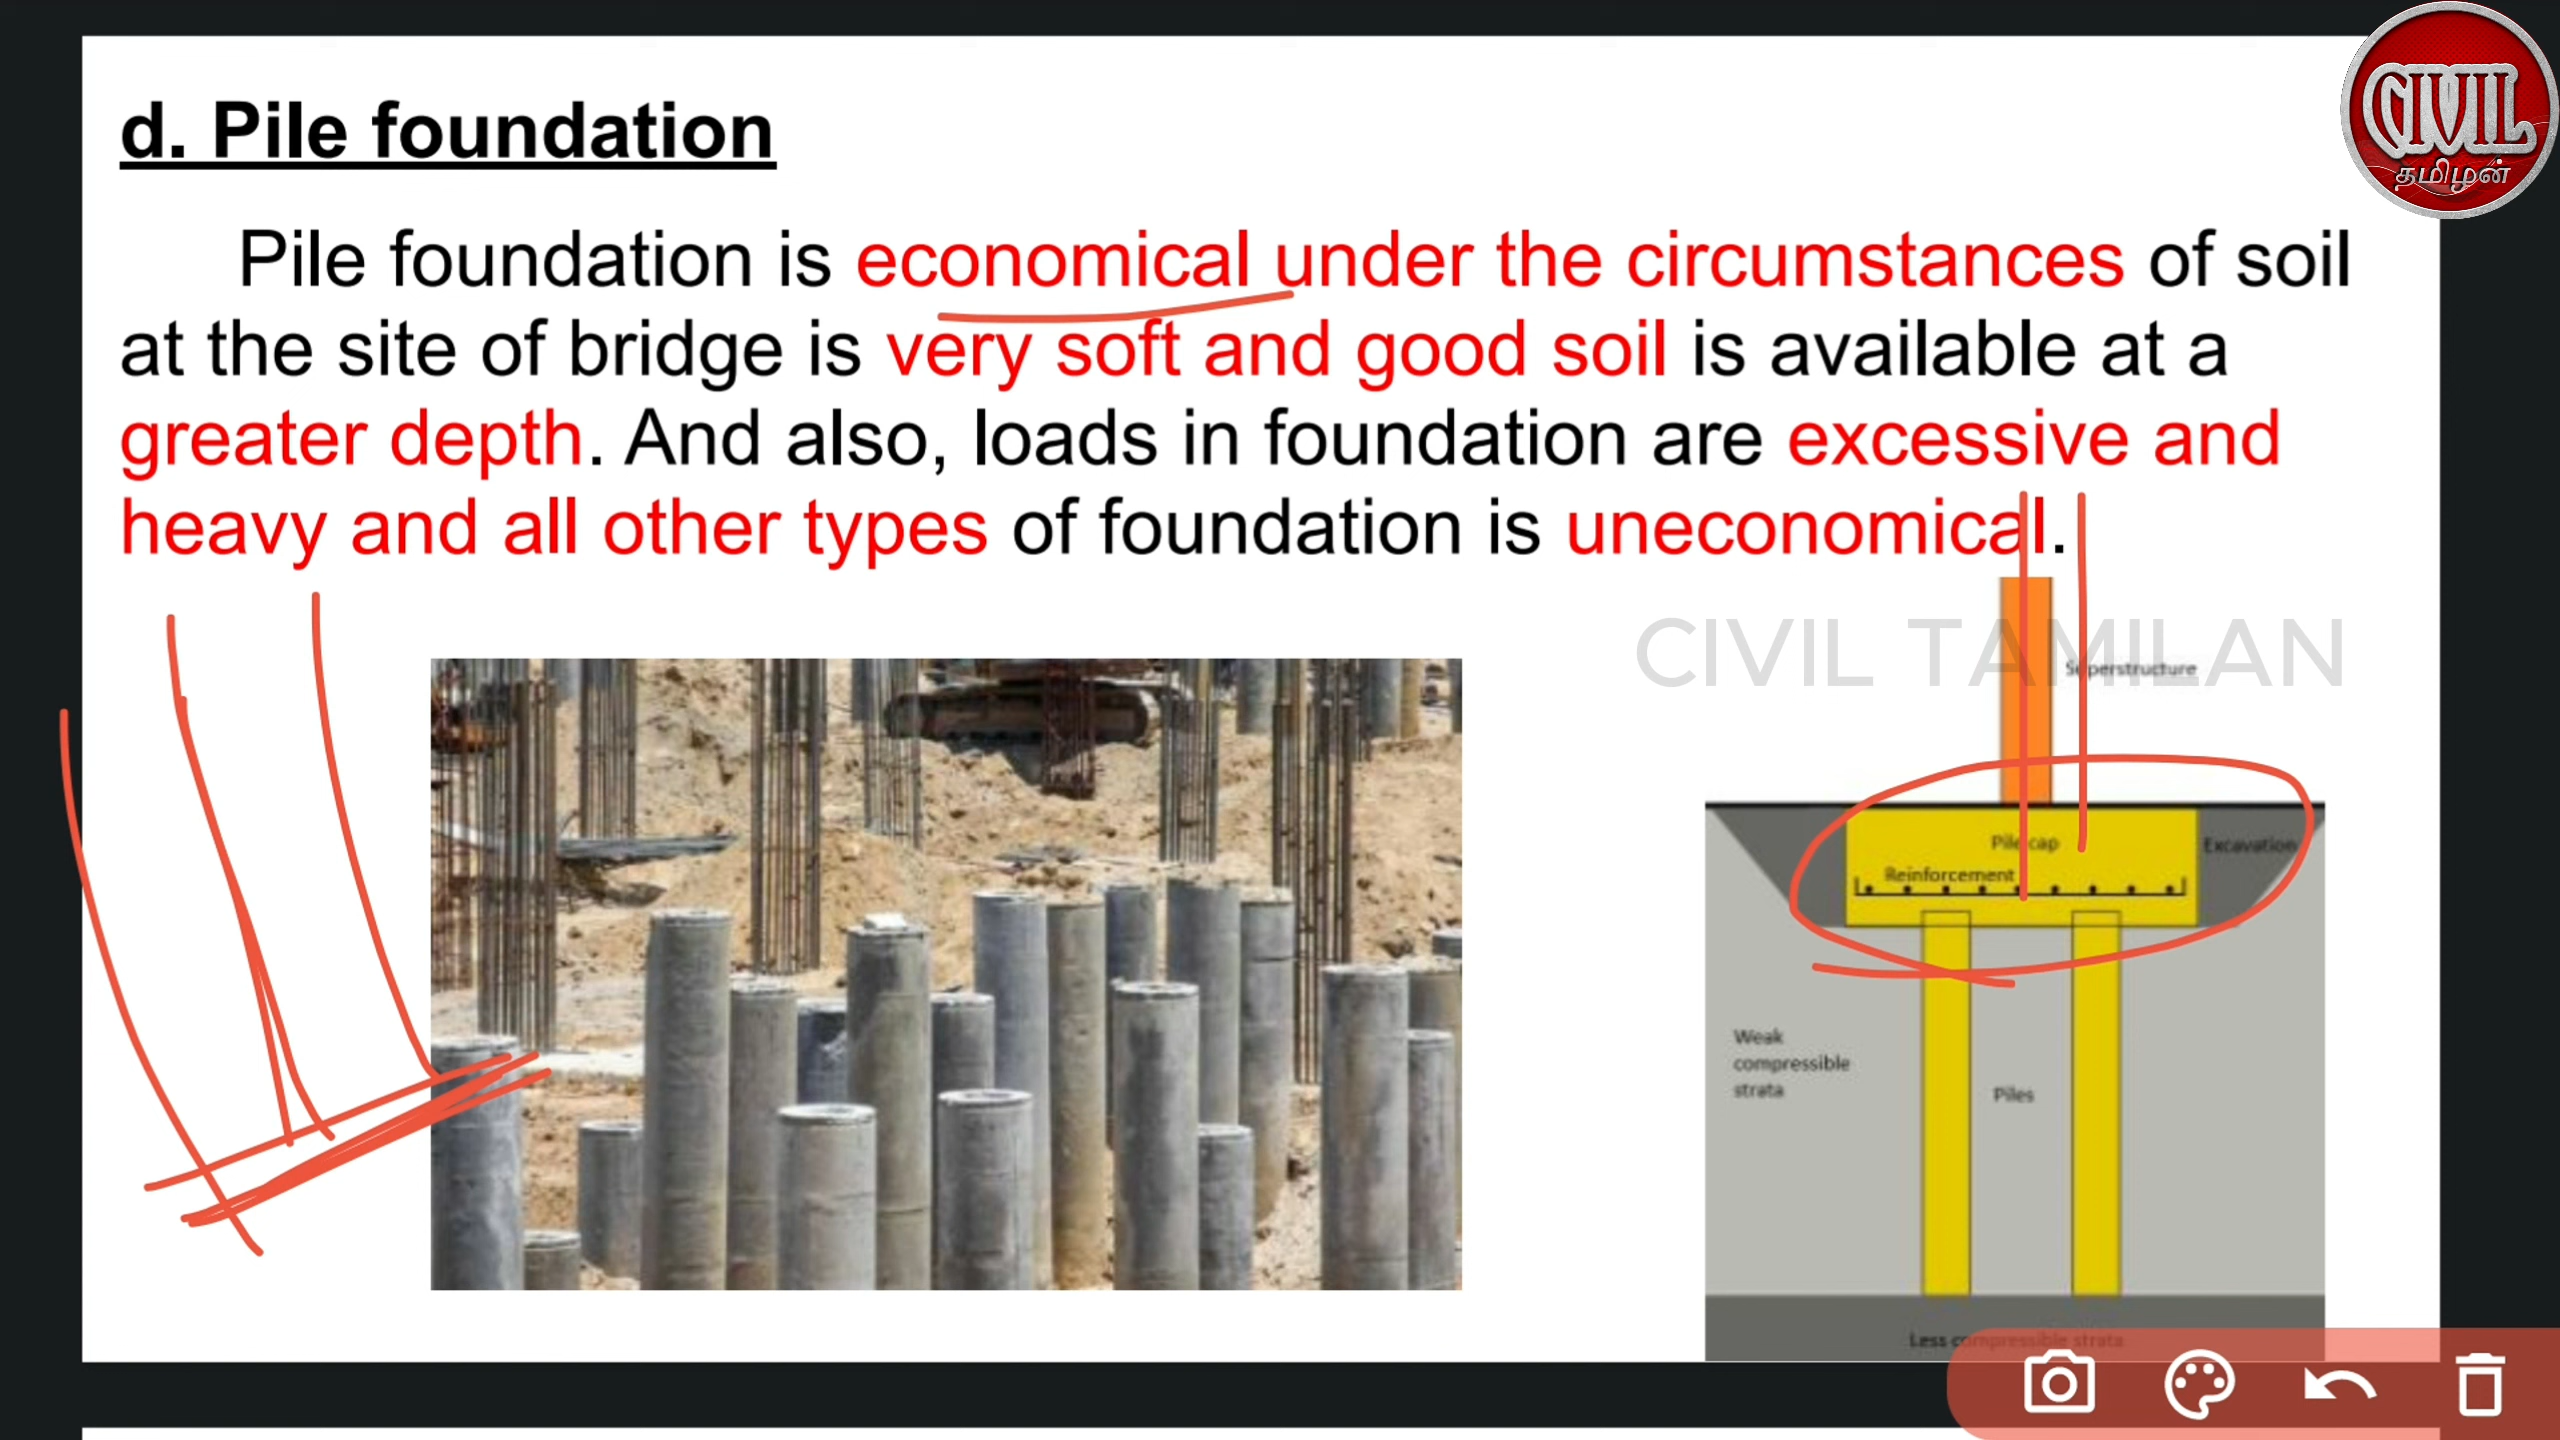 CIVIL
தமிழன்
d. Pile foundation
Pile foundation is economical under the circumstances of soil
at the site of bridge is very soft and good soil is available at a
greater depth. And also, loads in foundation are excessive and
heavy and all other types of foundation is uneconomical.
CIVIL TAMILAN
Superstructure
Pile cap
Excavation
Reinforcement
Weak
compressible
strata
Piles
Less compressible strata